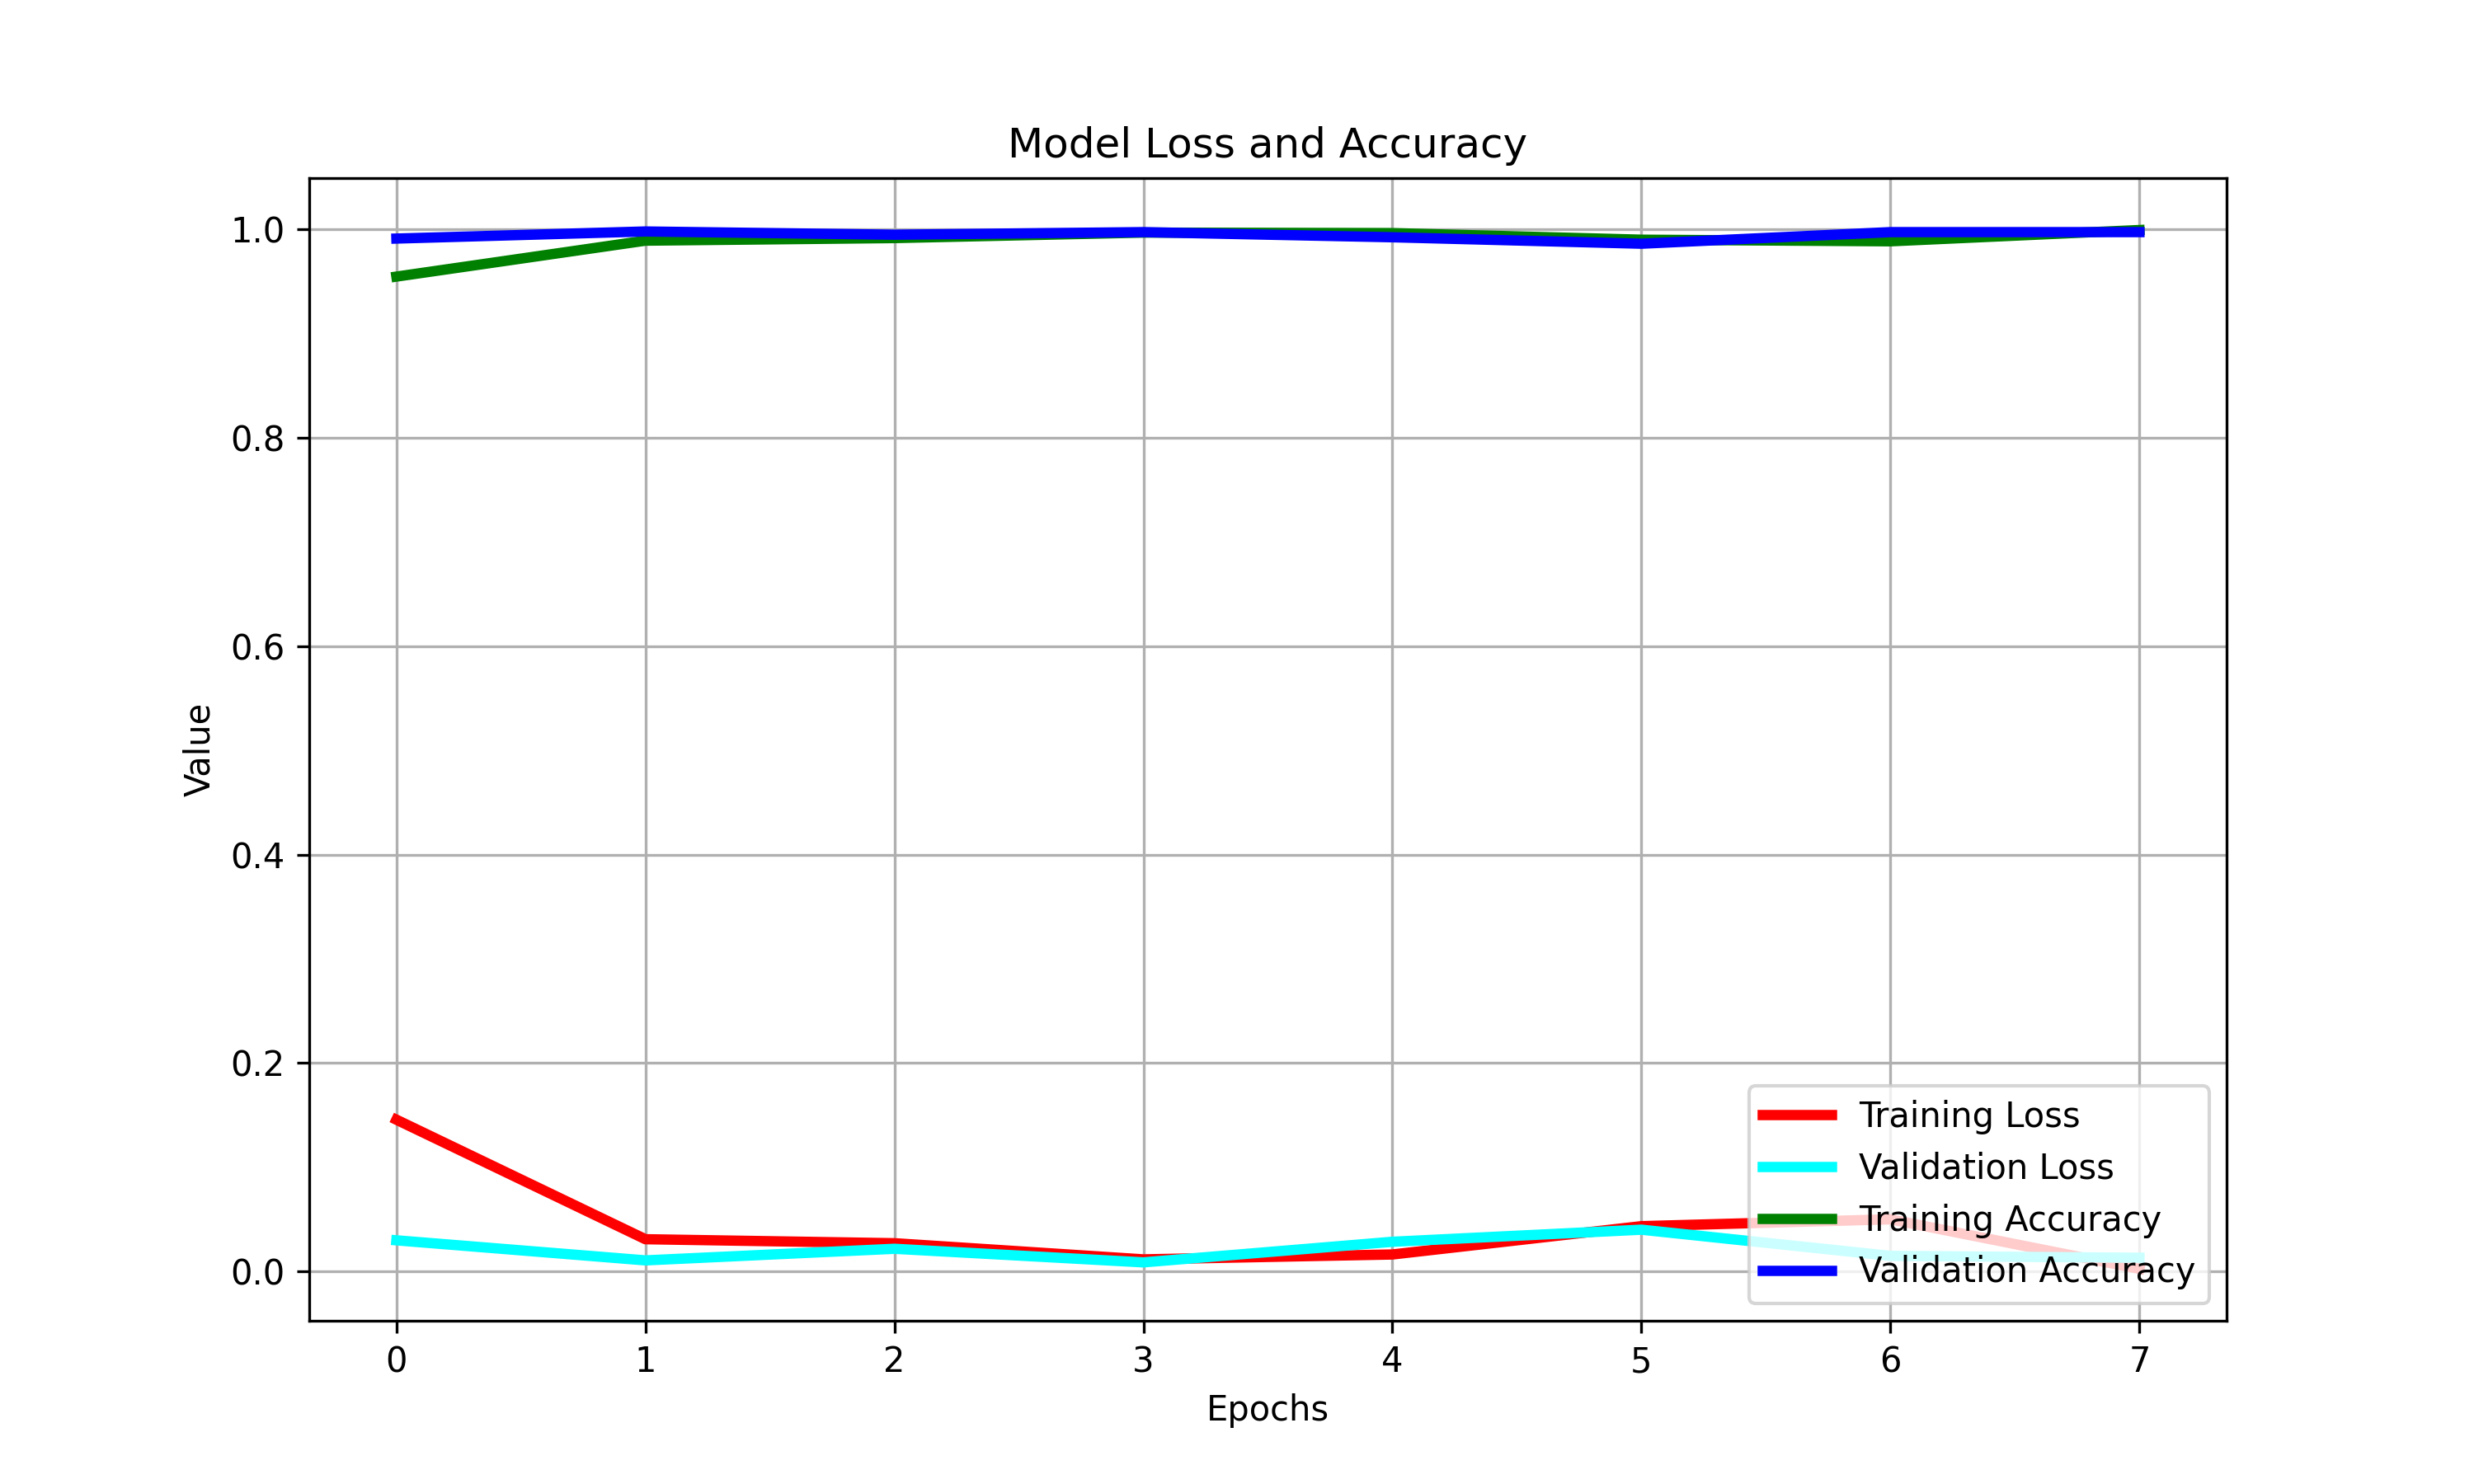 Model Loss and Accuracy
1.0
0.8
0.6
0.4
0.2
0.0
Value
Training Loss
Validation Loss
Training Accuracy
Validation Accuracy
0 1 2 3 4 5 6 7
Epochs